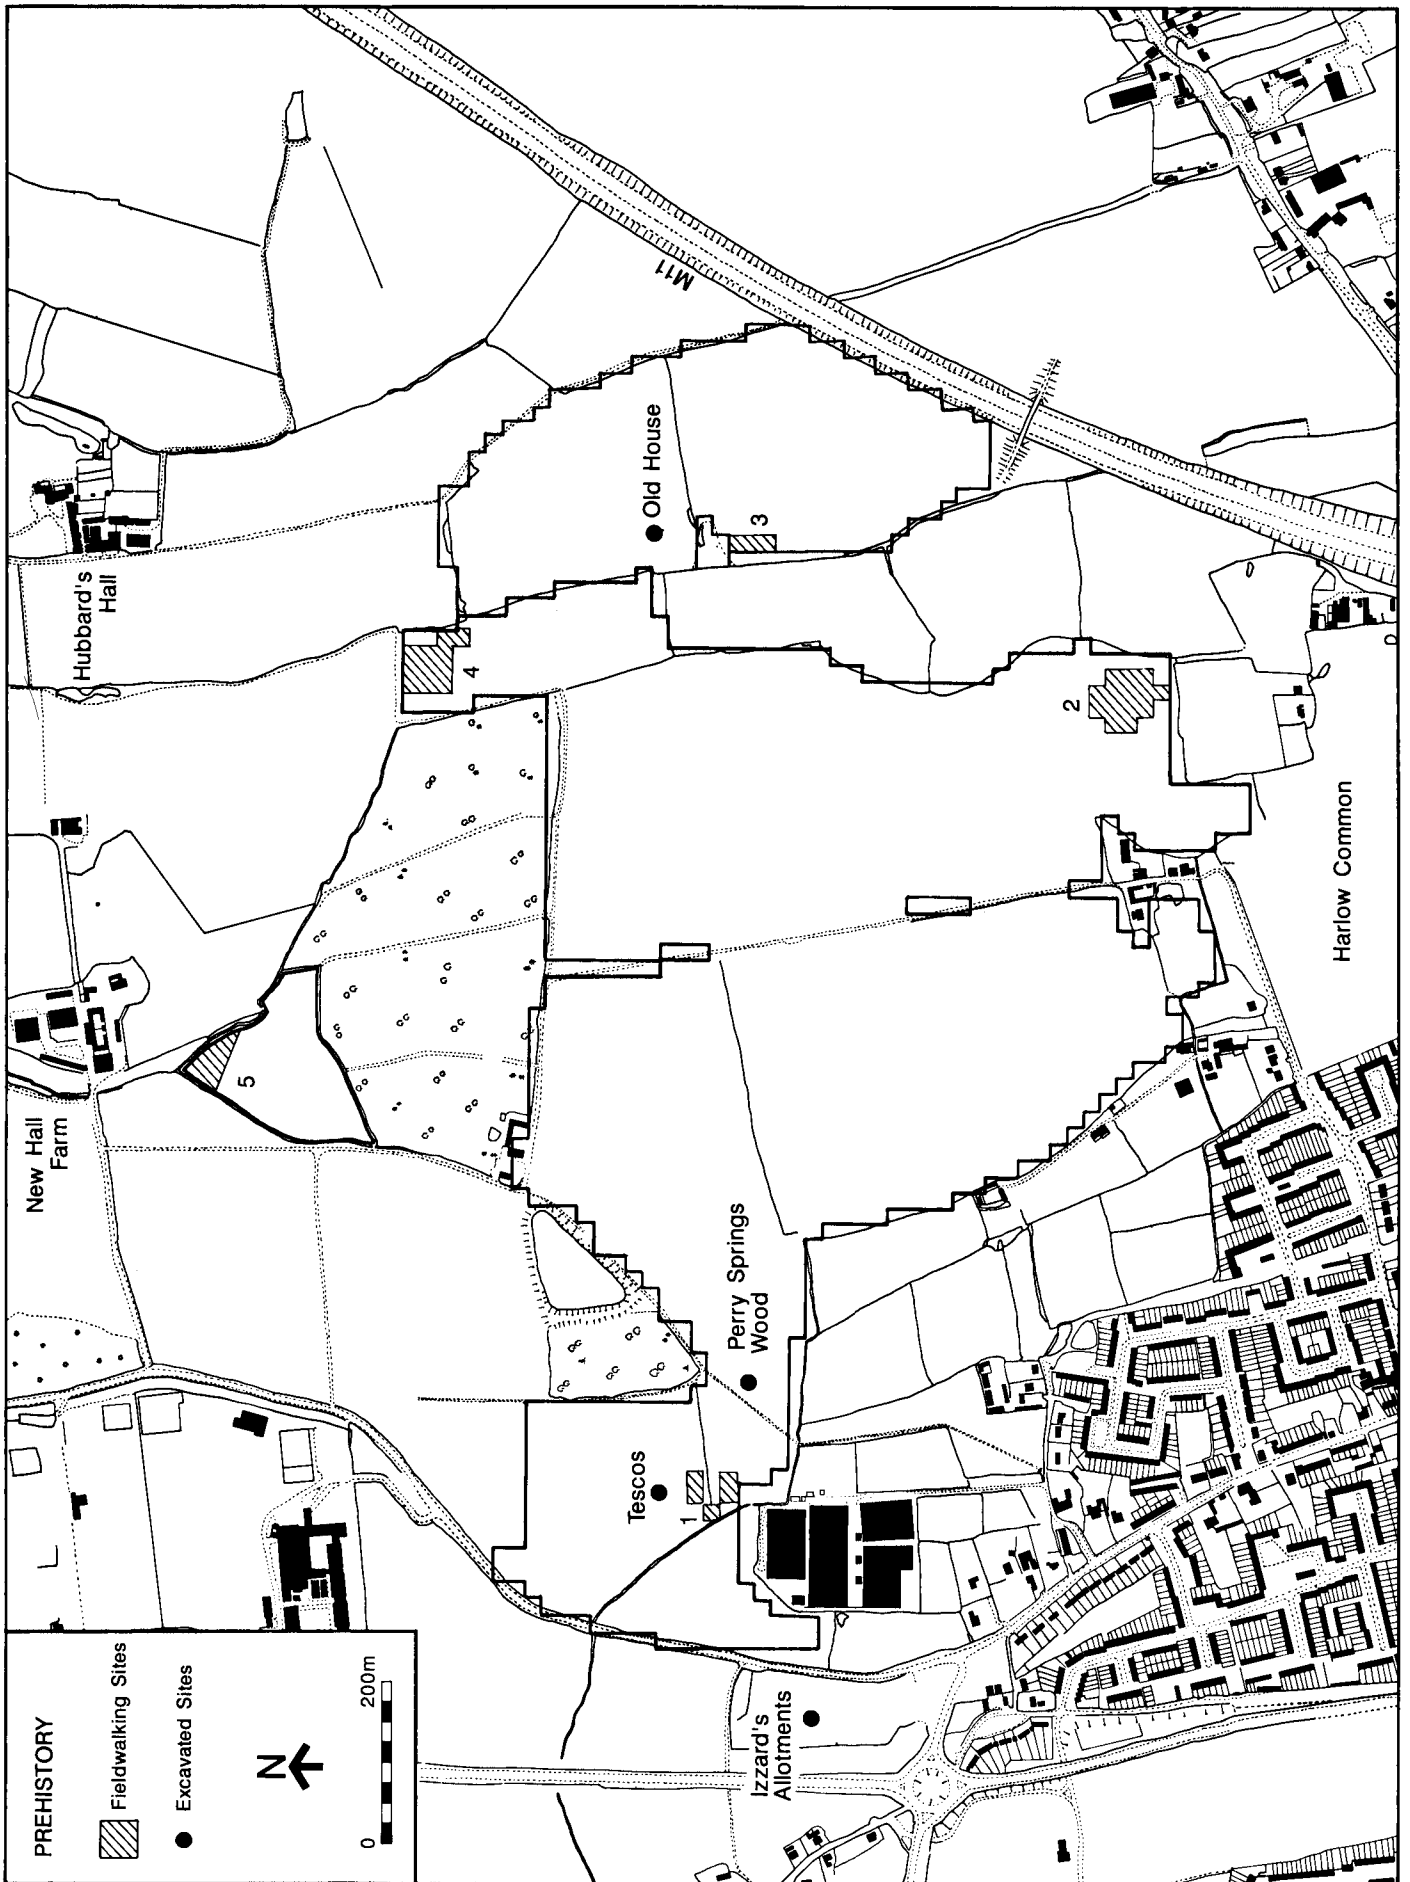 PREHISTORY
Fieldwalking Sites
Excavated Sites
N
0 200m
New Hall
Farm
Hubbard's
Hall
5
4
M11
Old House
3
2
Tescos
1
Perry Springs
Wood
Izzard's
Allotments
Harlow Common